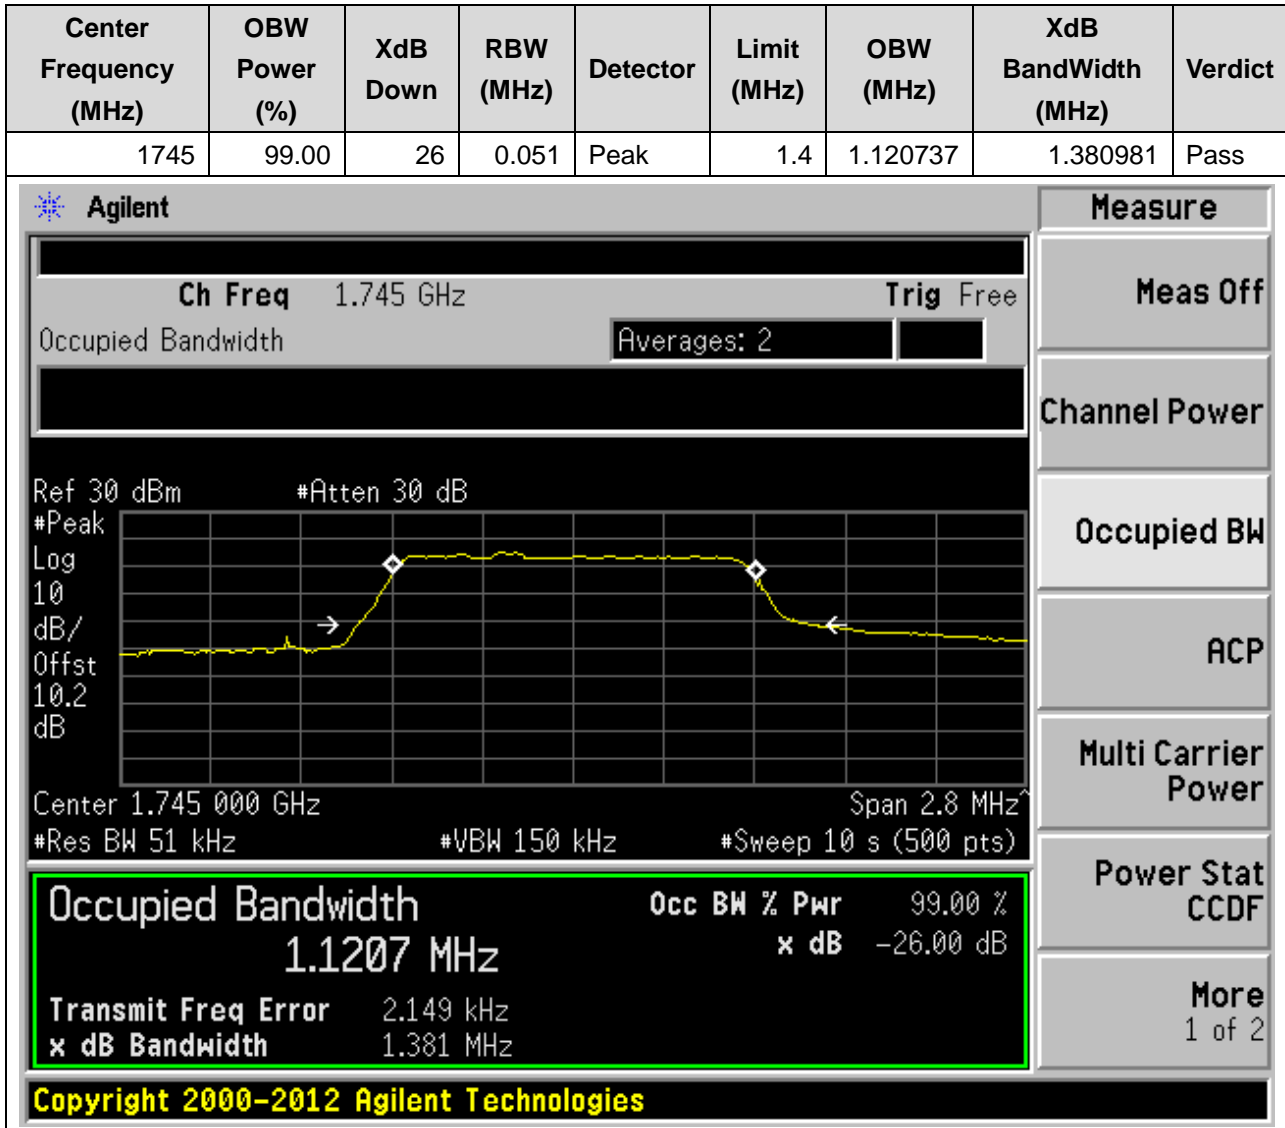 Center Frequency (MHz) OBW Power (%) XdB Down RBW (MHz) Detector Limit (MHz) OBW (MHz) XdB BandWidth (MHz) Verdict
1745 99.00 26 0.051 Peak 1.4 1.120737 1.380981 Pass
Agilent
Measure
Ch Freq 1.745 GHz Trig Free
Meas Off
Occupied Bandwidth Averages: 2
Channel Power
Ref 30 dBm #Atten 30 dB
#Peak
Log
10
dB/
Offst
10.2
dB
Occupied BW
ACP
Multi Carrier
Power
Center 1.745 000 GHz Span 2.8 MHz^
#Res BW 51 kHz #VBW 150 kHz #Sweep 10 s (500 pts)
Power Stat
CCDF
Occupied Bandwidth Occ BW % Pwr 99.00 %
1.1207 MHz x dB -26.00 dB
Transmit Freq Error 2.149 kHz
x dB Bandwidth 1.381 MHz
More
1 of 2
Copyright 2000-2012 Agilent Technologies